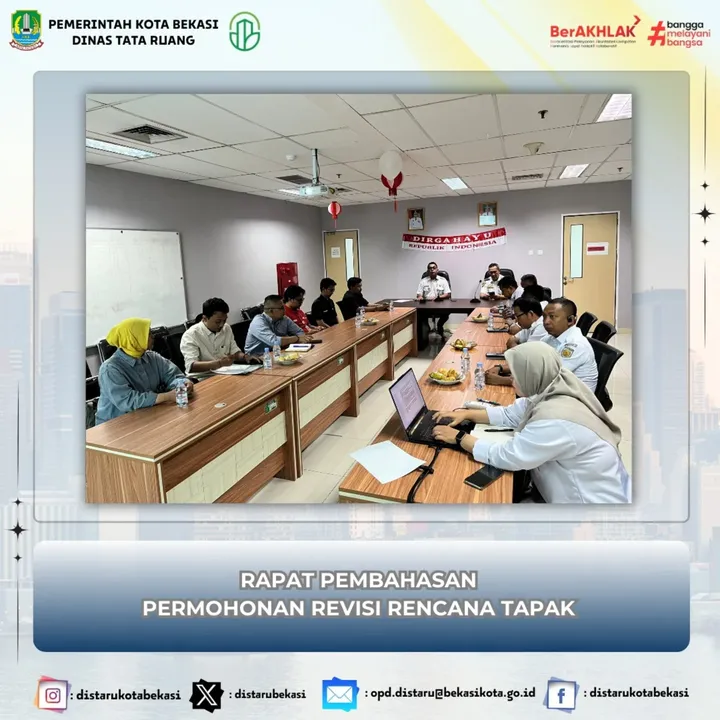 PEMERINTAH KOTA BEKASI
DINAS TATA RUANG
BerAKHLAK
#bangga
melayani
bangsa
DIRGAHAYU
REPUBLIK INDONESIA
RAPAT PEMBAHASAN
PERMOHONAN REVISI RENCANA TAPAK
: distarukotabekasi
: distarubekasi
: opd.distaru@bekasikota.go.id
: distarukotabekasi